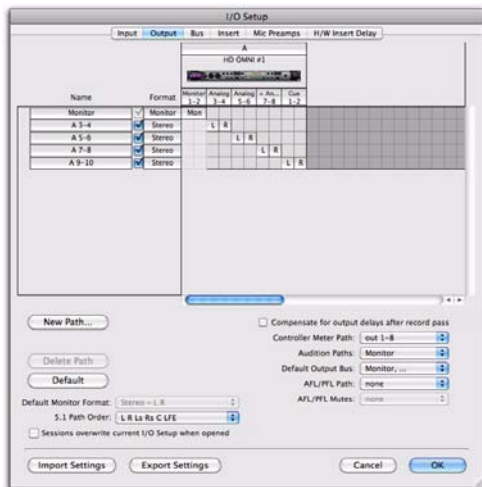 I/O Setup
Input Output Bus Insert Mic Preamps H/W Insert Delay
A
HD OMNI #1
Name Format Monitor 1-2 Analog 3-4 Analog 5-6 + An... 7-8 Cue 1-2
Monitor Monitor Mon
A 3-4 Stereo L R
A 5-6 Stereo L R
A 7-8 Stereo L R
A 9-10 Stereo L R
New Path...
Compensate for output delays after record pass
Controller Meter Path: out 1-8
Delete Path
Audition Paths: Monitor
Default
Default Output Bus: Monitor, ...
AFL/PFL Path: none
Default Monitor Format: Stereo - L R
AFL/PFL Mutes: none
5.1 Path Order: L R Ls Rs C LFE
Sessions overwrite current I/O Setup when opened
Import Settings Export Settings Cancel OK